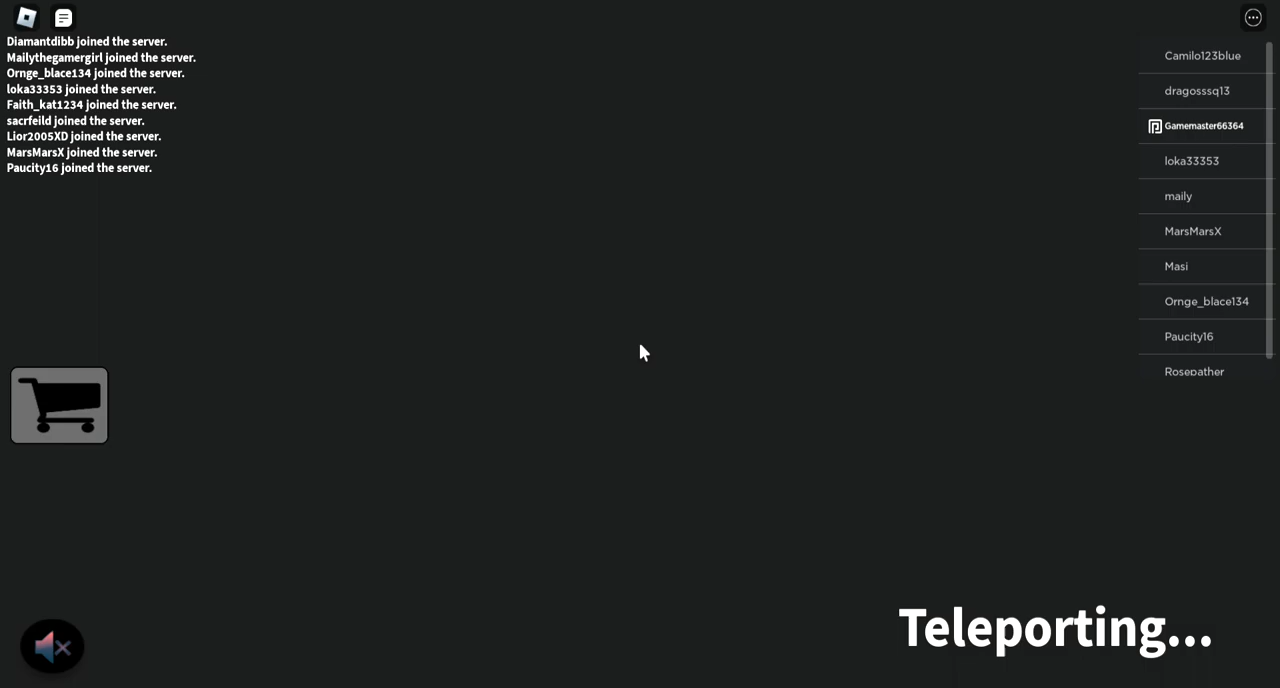 Diamantdibb joined the server.
Mailythegamergirl joined the server.
Ornge_blace134 joined the server.
loka33353 joined the server.
Faith_kat1234 joined the server.
sacrfeild joined the server.
Lior2005XD joined the server.
MarsMarsX joined the server.
Paucity16 joined the server.
Camilo123blue
dragosssq13
Gamemaster66364
loka33353
maily
MarsMarsX
Masi
Ornge_blace134
Paucity16
Rosepather
Teleporting...